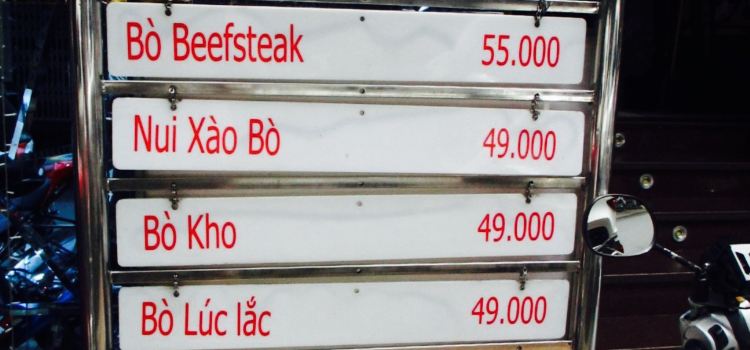 Bò Beefsteak 55.000
Nui Xào Bò 49.000
Bò Kho 49.000
Bò Lúc lắc 49.000